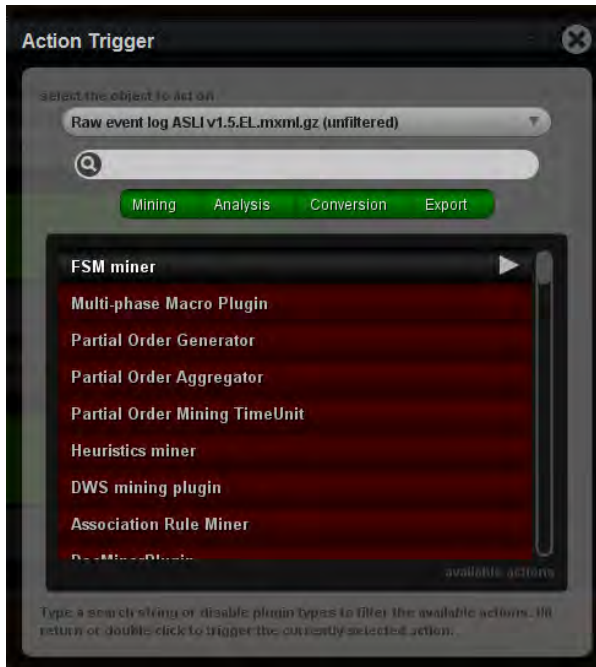 Action Trigger
select the object to act on
Raw event log ASLI v1.5.EL.mxml.gz (unfiltered)
Mining Analysis Conversion Export
FSM miner
Multi-phase Macro Plugin
Partial Order Generator
Partial Order Aggregator
Partial Order Mining TimeUnit
Heuristics miner
DWS mining plugin
Association Rule Miner
available actions
Type a search string or disable plugin types to filter the available actions. Hit
return or double click to trigger the currently selected action.